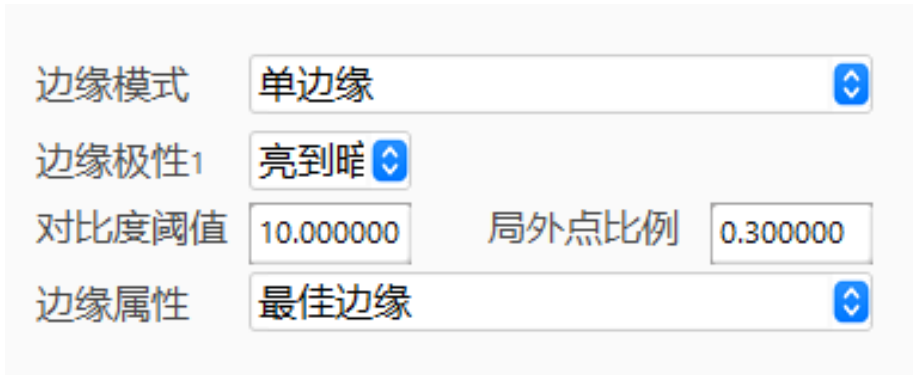 边缘模式 单边缘
边缘极性1 亮到暗
对比度阈值 10.000000 局外点比例 0.300000
边缘属性 最佳边缘